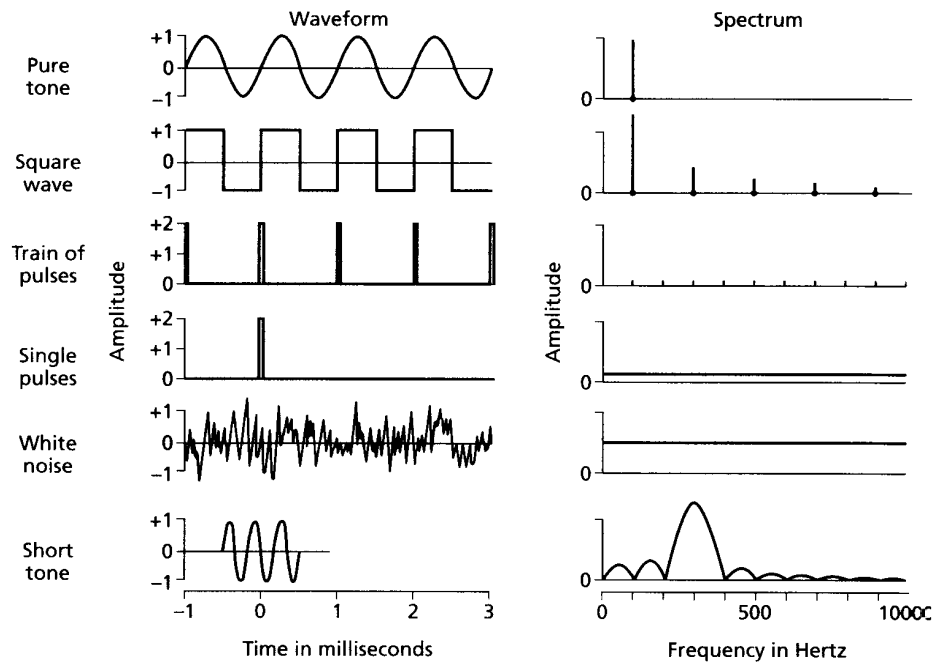 Waveform
Spectrum
Pure
tone
+1
0
−1
0
Square
wave
+1
0
−1
0
Train of
pulses
+2
+1
0
0
Amplitude
Amplitude
Single
pulses
+2
+1
0
0
White
noise
+1
0
−1
0
Short
tone
+1
0
−1
0
−1 0 1 2 3
0 500 10000
Time in milliseconds
Frequency in Hertz